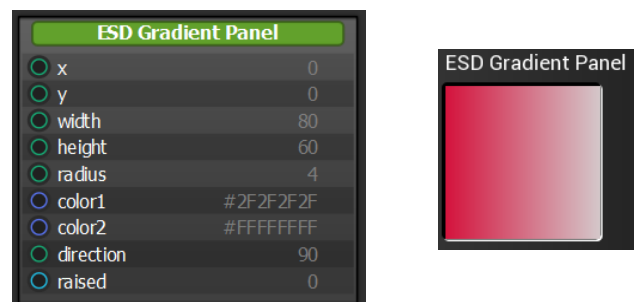 ESD Gradient Panel
x 0
y 0
width 80
height 60
radius 4
color1 #2F2F2F2F
color2 #FFFFFFFF
direction 90
raised 0
ESD Gradient Panel